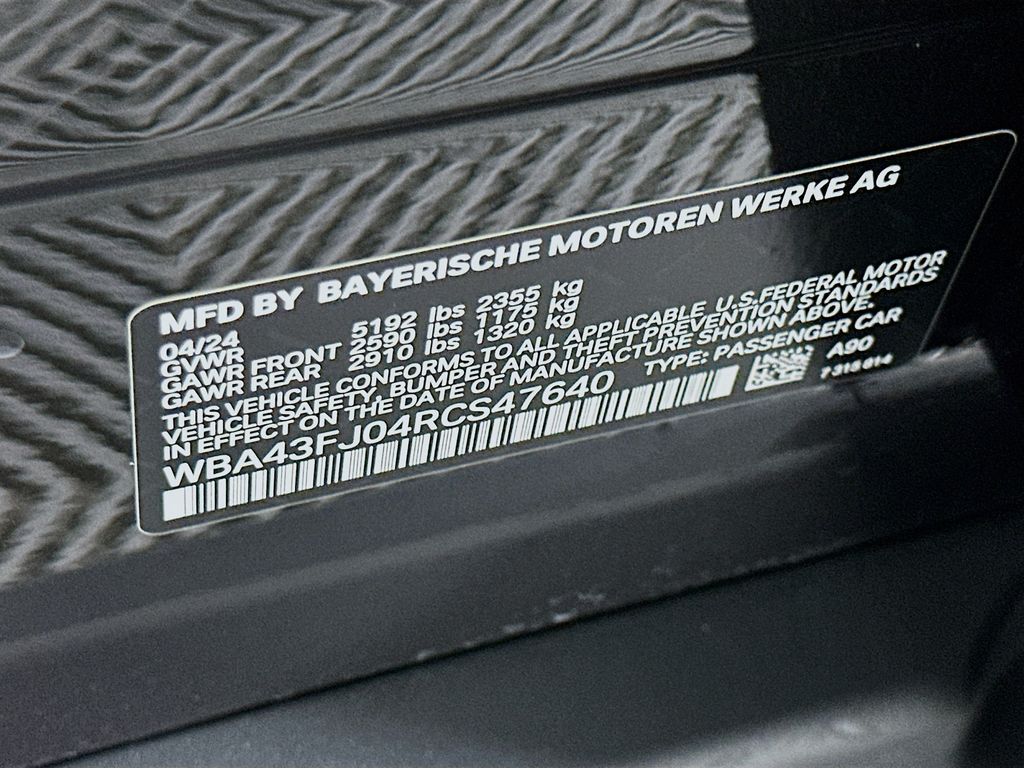 MFD BY BAYERISCHE MOTOREN WERKE AG
04/24
GVWR 5192 lbs 2355 kg
GAWR FRONT 2590 lbs 1175 kg
GAWR REAR 2910 lbs 1320 kg
THIS VEHICLE CONFORMS TO ALL APPLICABLE U.S.FEDERAL MOTOR
VEHICLE SAFETY, BUMPER AND THEFT PREVENTION STANDARDS
IN EFFECT ON THE DATE OF MANUFACTURE SHOWN ABOVE.
WBA43FJ04RCS47640 TYPE: PASSENGER CAR
A90